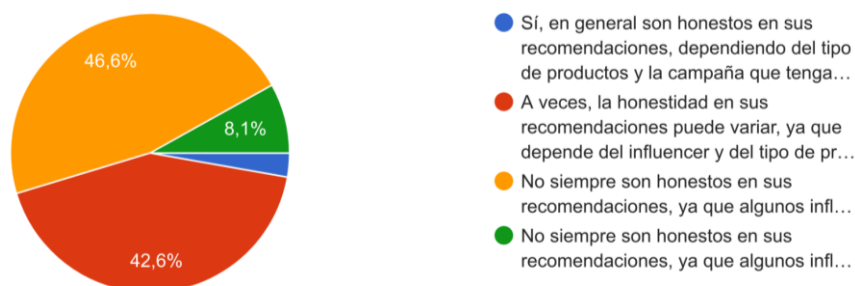 46,6%
8,1%
42,6%
Sí, en general son honestos en sus
recomendaciones, dependiendo del tipo
de productos y la campaña que tenga…
A veces, la honestidad en sus
recomendaciones puede variar, ya que
depende del influencer y del tipo de pr…
No siempre son honestos en sus
recomendaciones, ya que algunos infl…
No siempre son honestos en sus
recomendaciones, ya que algunos infl…